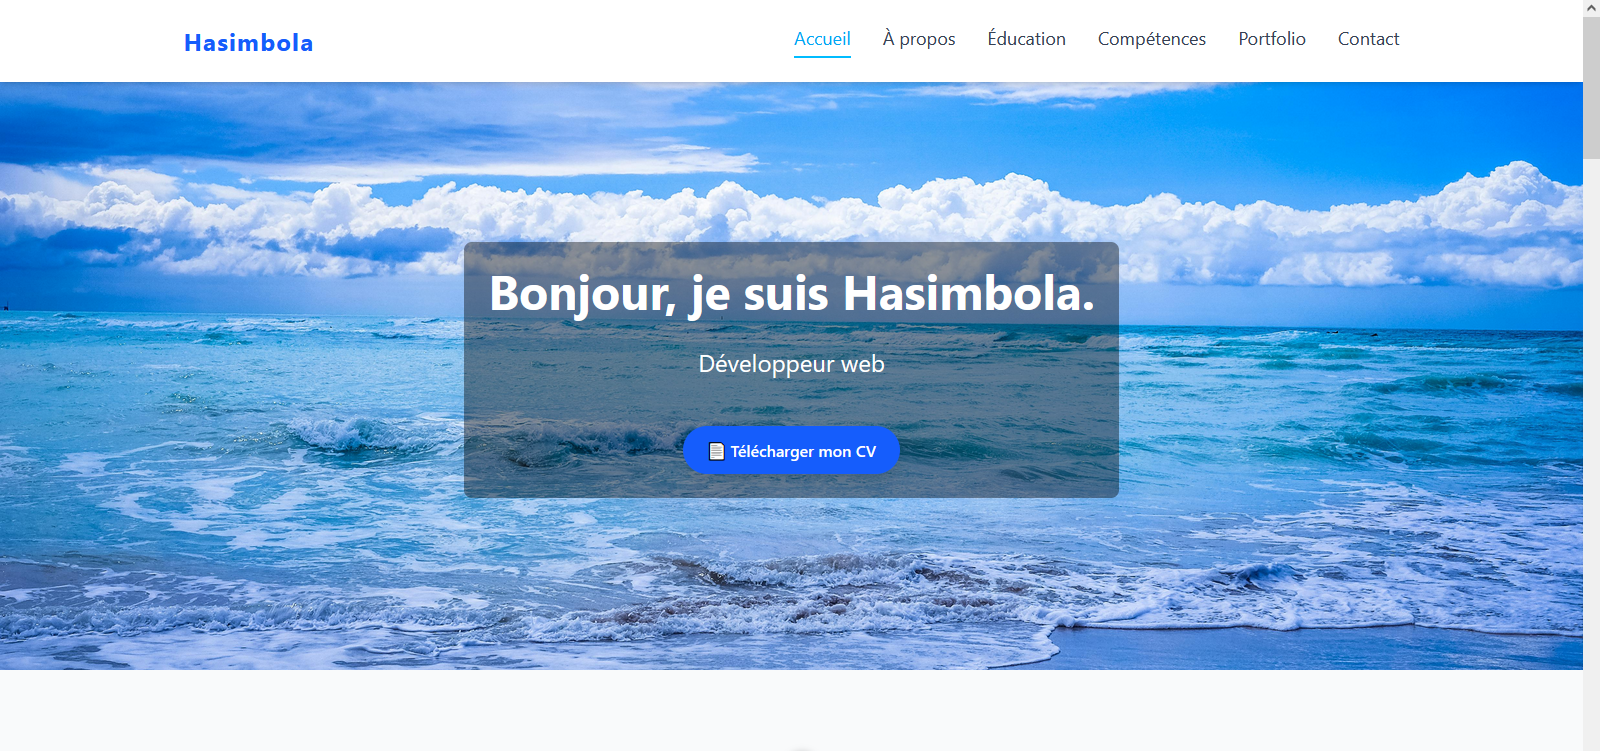 Hasimbola
Accueil À propos Éducation Compétences Portfolio Contact
Bonjour, je suis Hasimbola.
Développeur web
Télécharger mon CV